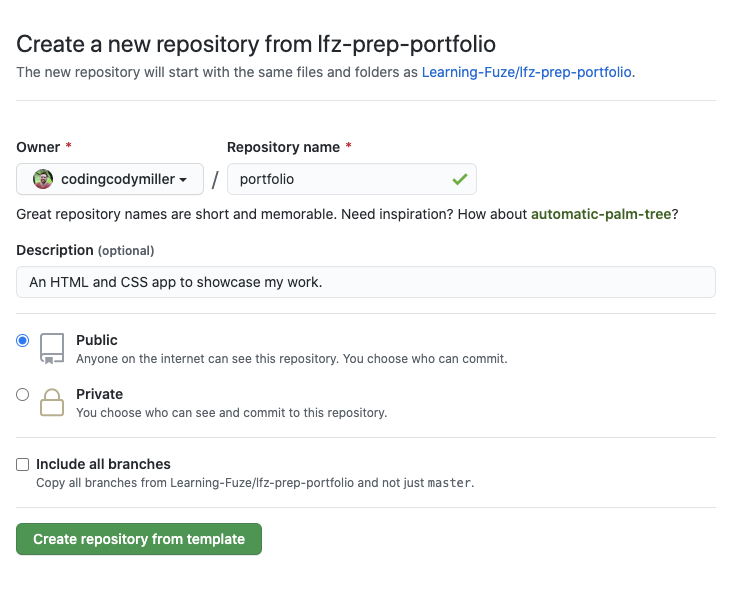 Create a new repository from lfz-prep-portfolio
The new repository will start with the same files and folders as Learning-Fuze/lfz-prep-portfolio.
Owner * Repository name *
codingcodymiller / portfolio
Great repository names are short and memorable. Need inspiration? How about automatic-palm-tree?
Description (optional)
An HTML and CSS app to showcase my work.
Public
Anyone on the internet can see this repository. You choose who can commit.
Private
You choose who can see and commit to this repository.
Include all branches
Copy all branches from Learning-Fuze/lfz-prep-portfolio and not just master.
Create repository from template